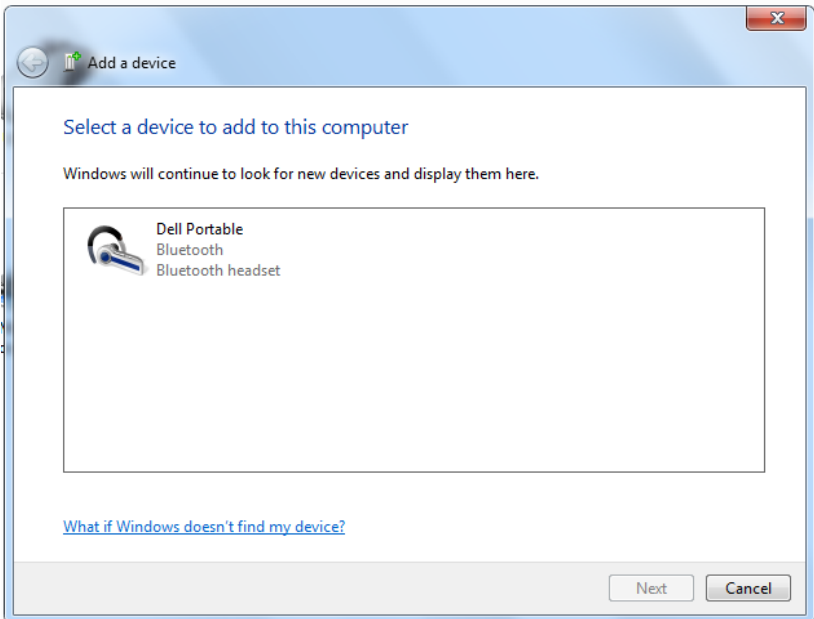 Add a device
Select a device to add to this computer
Windows will continue to look for new devices and display them here.
Dell Portable
Bluetooth
Bluetooth headset
What if Windows doesn't find my device?
Next
Cancel